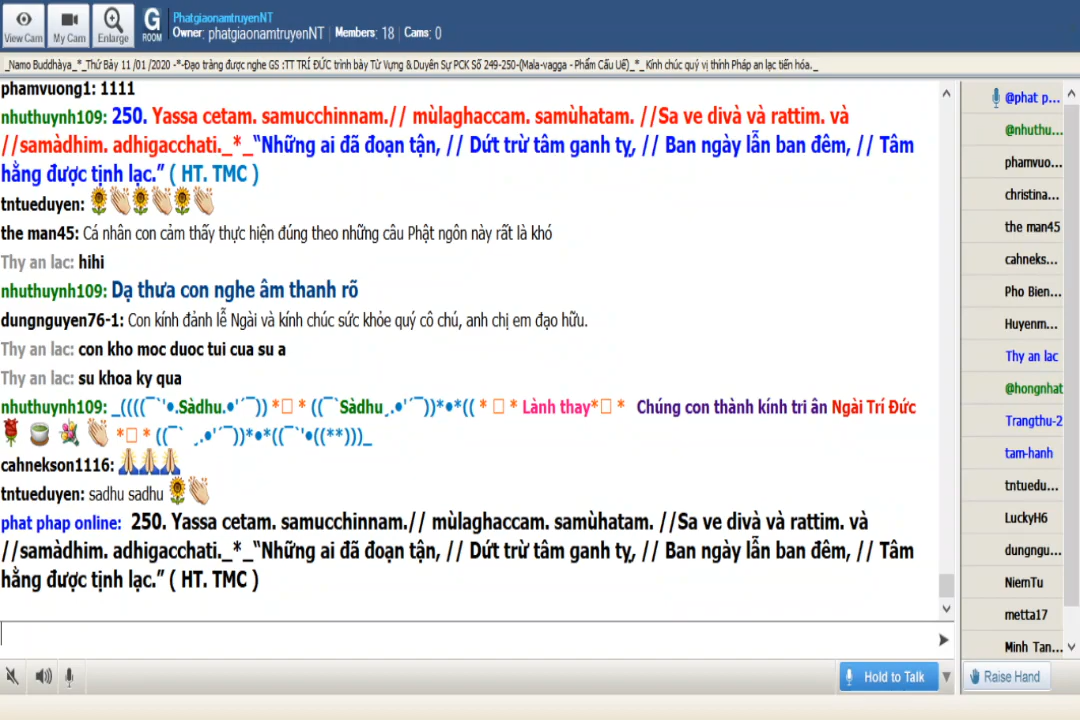 View Cam
My Cam
Enlarge
G
ROOM
PhatgiaonamtruyenNT
Owner: phatgiaonamtruyenNT | Members: 18 | Cams: 0
_Namo Buddhàya_*_Thứ Bảy 11 /01 /2020 -*-Đạo tràng được nghe GS :TT TRÍ ĐỨC trình bày Từ Vựng & Duyên Sự PCK Số 249-250-(Mala-vagga - Phẩm Cấu Uế)_*_ Kính chúc quý vị thính Pháp an lạc tiến hóa._
phamvuong1: 1111
nhuthuynh109: 250. Yassa cetam. samucchinnam.// mùlaghaccam. samùhatam. //Sa ve divà và rattim. và
//samàdhim. adhigacchati._*_“Những ai đã đoạn tận, // Dứt trừ tâm ganh tỵ, // Ban ngày lẫn ban đêm, // Tâm
hằng được tịnh lạc.” ( HT. TMC )
tntueduyen:
the man45: Cá nhân con cảm thấy thực hiện đúng theo những câu Phật ngôn này rất là khó
Thy an lac: hihi
nhuthuynh109: Dạ thưa con nghe âm thanh rõ
dungnguyen76-1: Con kính đảnh lễ Ngài và kính chúc sức khỏe quý cô chú, anh chị em đạo hữu.
Thy an lac: con kho moc duoc tui cua su a
Thy an lac: su khoa ky qua
nhuthuynh109: _((((¯`'•.Sàdhu.•'´¯)) *▯ * ((¯`Sàdhu¸.•'´¯))*•*(( * ▯ * Lành thay*▯ * Chúng con thành kính tri ân Ngài Trí Đức
*▯ * ((¯` ¸.•'´¯))*•*((¯`'•((**)))_
cahnekson1116:
tntueduyen: sadhu sadhu
phat phap online: 250. Yassa cetam. samucchinnam.// mùlaghaccam. samùhatam. //Sa ve divà và rattim. và
//samàdhim. adhigacchati._*_“Những ai đã đoạn tận, // Dứt trừ tâm ganh tỵ, // Ban ngày lẫn ban đêm, // Tâm
hằng được tịnh lạc.” ( HT. TMC )
@phat p...
@nhuthu...
phamvuo...
christina...
the man45
cahneks...
Pho Bien...
Huyenm...
Thy an lac
@hongnhat
Trangthu-2
tam-hanh
tntuedu...
LuckyH6
dungngu...
NiemTu
metta17
Minh Tan...
Hold to Talk
Raise Hand